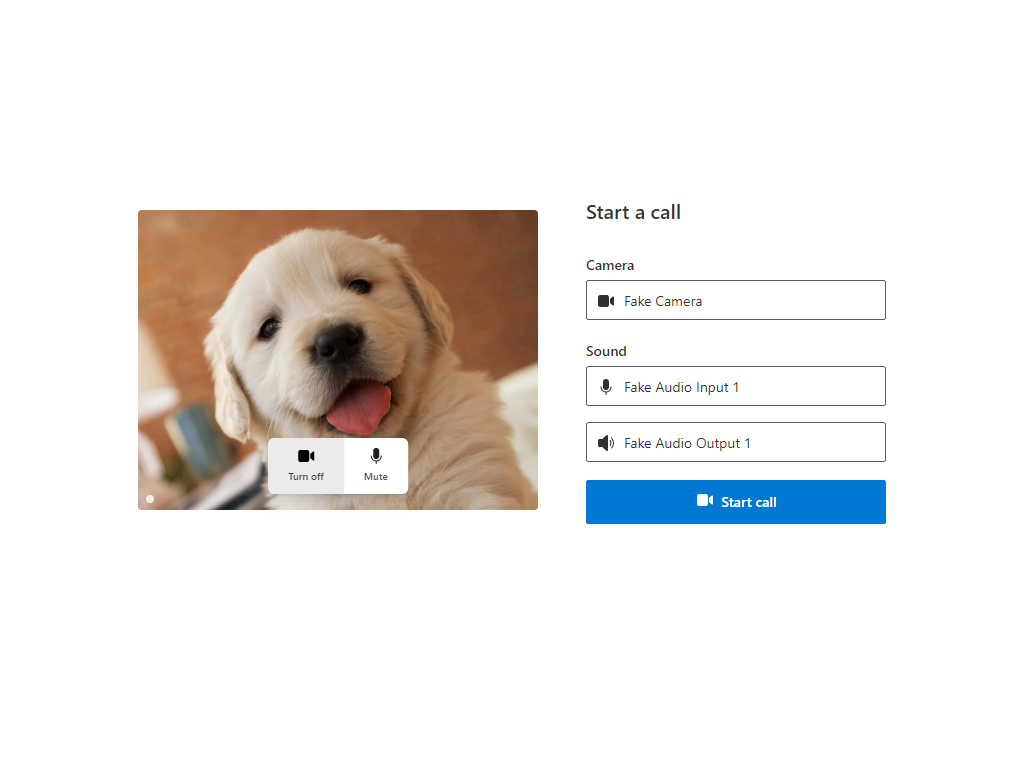 Start a call
Camera
Fake Camera
Sound
Fake Audio Input 1
Fake Audio Output 1
Start call
Turn off
Mute